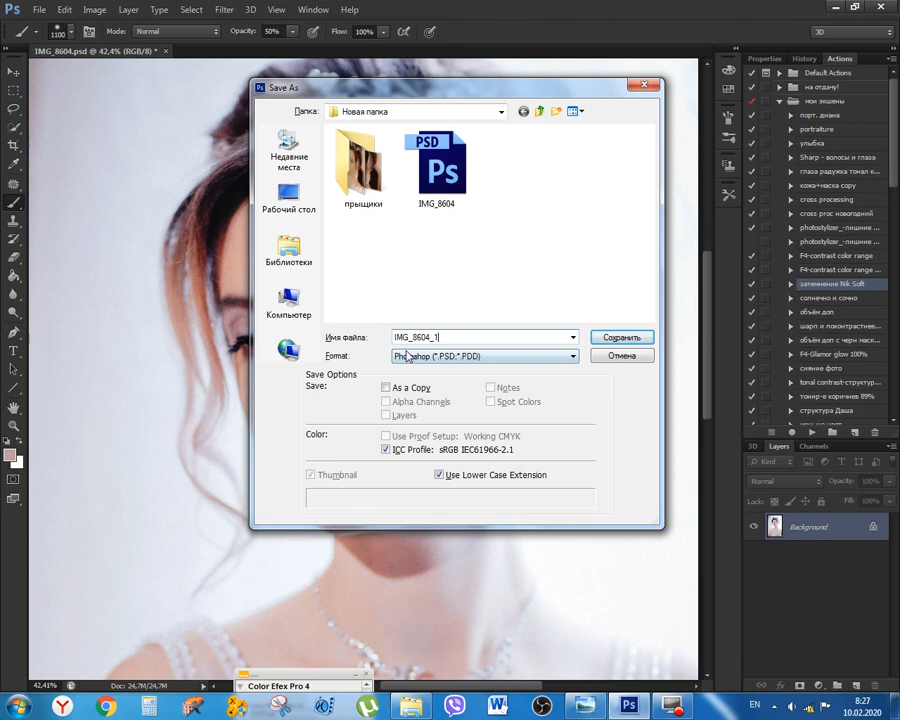 Ps File Edit Image Layer Type Select Filter 3D View Window Help
1100 Mode: Normal Opacity: 50% Flow: 100% 3D
IMG_8604.psd @ 42,4% (RGB/8) * ×
Save As
Папка: Новая папка
Недавние места
Рабочий стол
Библиотеки
Компьютер
прыщики
PSD
Ps
IMG_8604
Имя файла: IMG_8604_1 Сохранить
Format: Photoshop (*.PSD;*.PDD) Отмена
Save Options
Save: As a Copy Notes
Alpha Channels Spot Colors
Layers
Color: Use Proof Setup: Working CMYK
ICC Profile: sRGB IEC61966-2.1
Thumbnail Use Lower Case Extension
Properties History Actions
Default Actions
на отдачу!
мои экшены
порт. диана
portraiture
улыбка
Sharp - волосы и глаза
глаза радужка тонал к...
кожа+маска copy
cross processing
cross proc новогодний
photostylizer_-лишние ...
photostylizer_-лишние ...
F4-contrast color range
F4-contrast color range ...
затемнение Nik Soft
солнечно и сочно
объём доп
шарп и поконтрастнее...
объём доп с черн маск...
F4-Glamor glow 100%
сияние фото
tonal contrast-структур...
тонир-е коричнев 89%
структура Даша
Layers Channels
Kind
Normal Opacity: 100%
Lock: Fill: 100%
Background
42,41% Doc: 24,7M/24,7M
Color Efex Pro 4
EN 8:27
10.02.2020